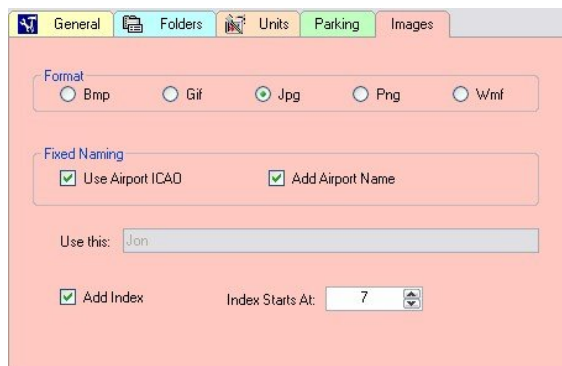 General Folders Units Parking Images
Format
Bmp Gif Jpg Png Wmf
Fixed Naming
Use Airport ICAO Add Airport Name
Use this: Jon
Add Index Index Starts At: 7